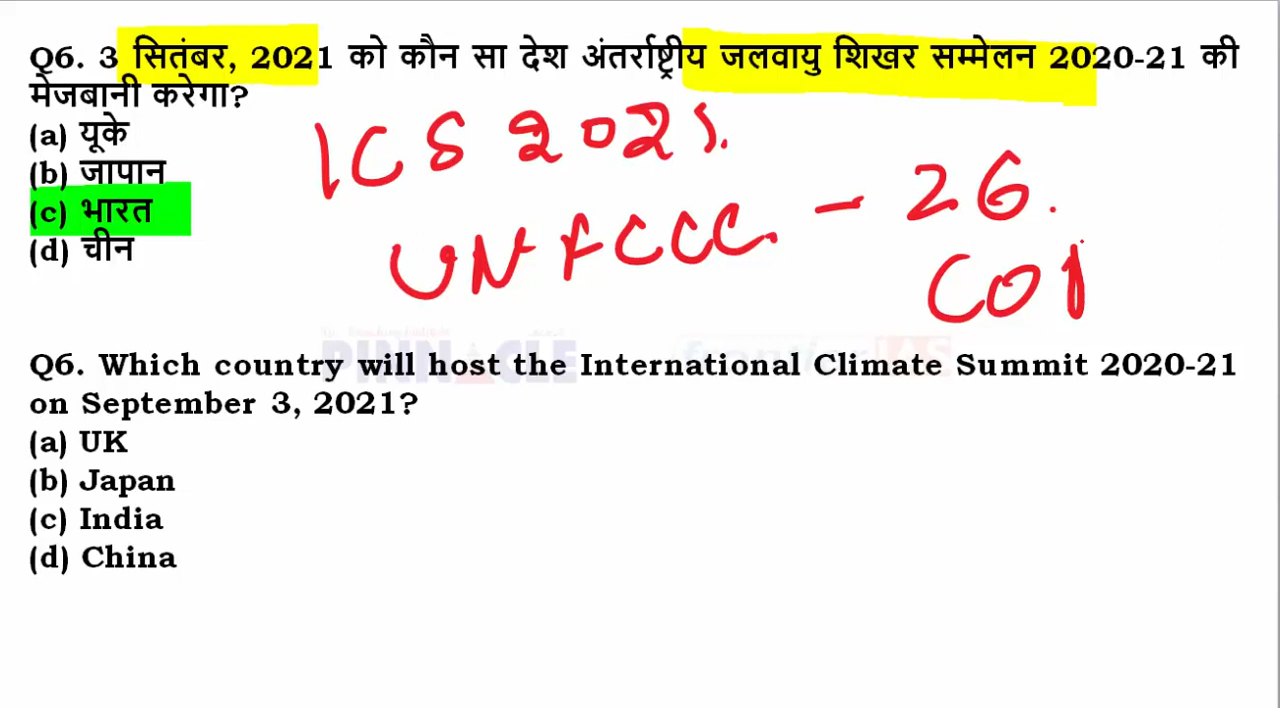 Q6. 3 सितंबर, 2021 को कौन सा देश अंतर्राष्ट्रीय जलवायु शिखर सम्मेलन 2020-21 की
मेजबानी करेगा?
(a) यूके
(b) जापान
(c) भारत
(d) चीन
ICS 2021.
UNFCCC. - 26.
COP
PINNACLE
Q6. Which country will host the International Climate Summit 2020-21
on September 3, 2021?
(a) UK
(b) Japan
(c) India
(d) China